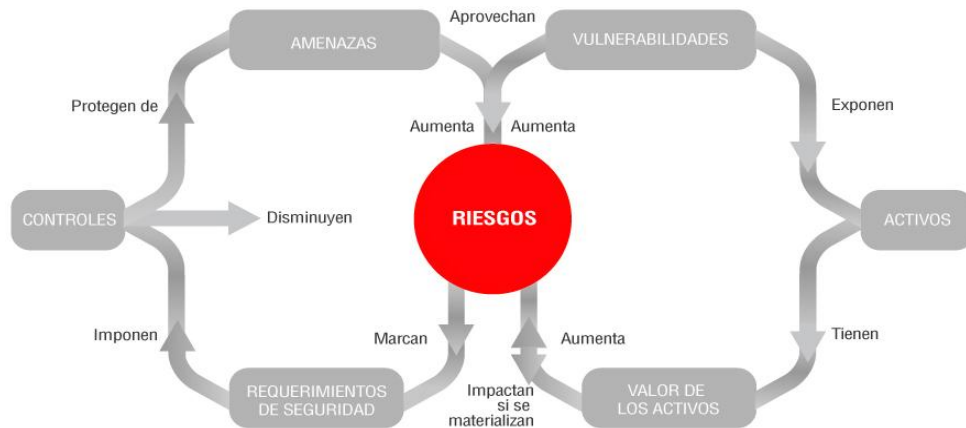 Aprovechan
AMENAZAS
VULNERABILIDADES
Protegen de
Exponen
Aumenta
Aumenta
CONTROLES
Disminuyen
RIESGOS
ACTIVOS
Imponen
Marcan
Aumenta
Tienen
REQUERIMIENTOS
DE SEGURIDAD
Impactan
si se
materializan
VALOR DE
LOS ACTIVOS